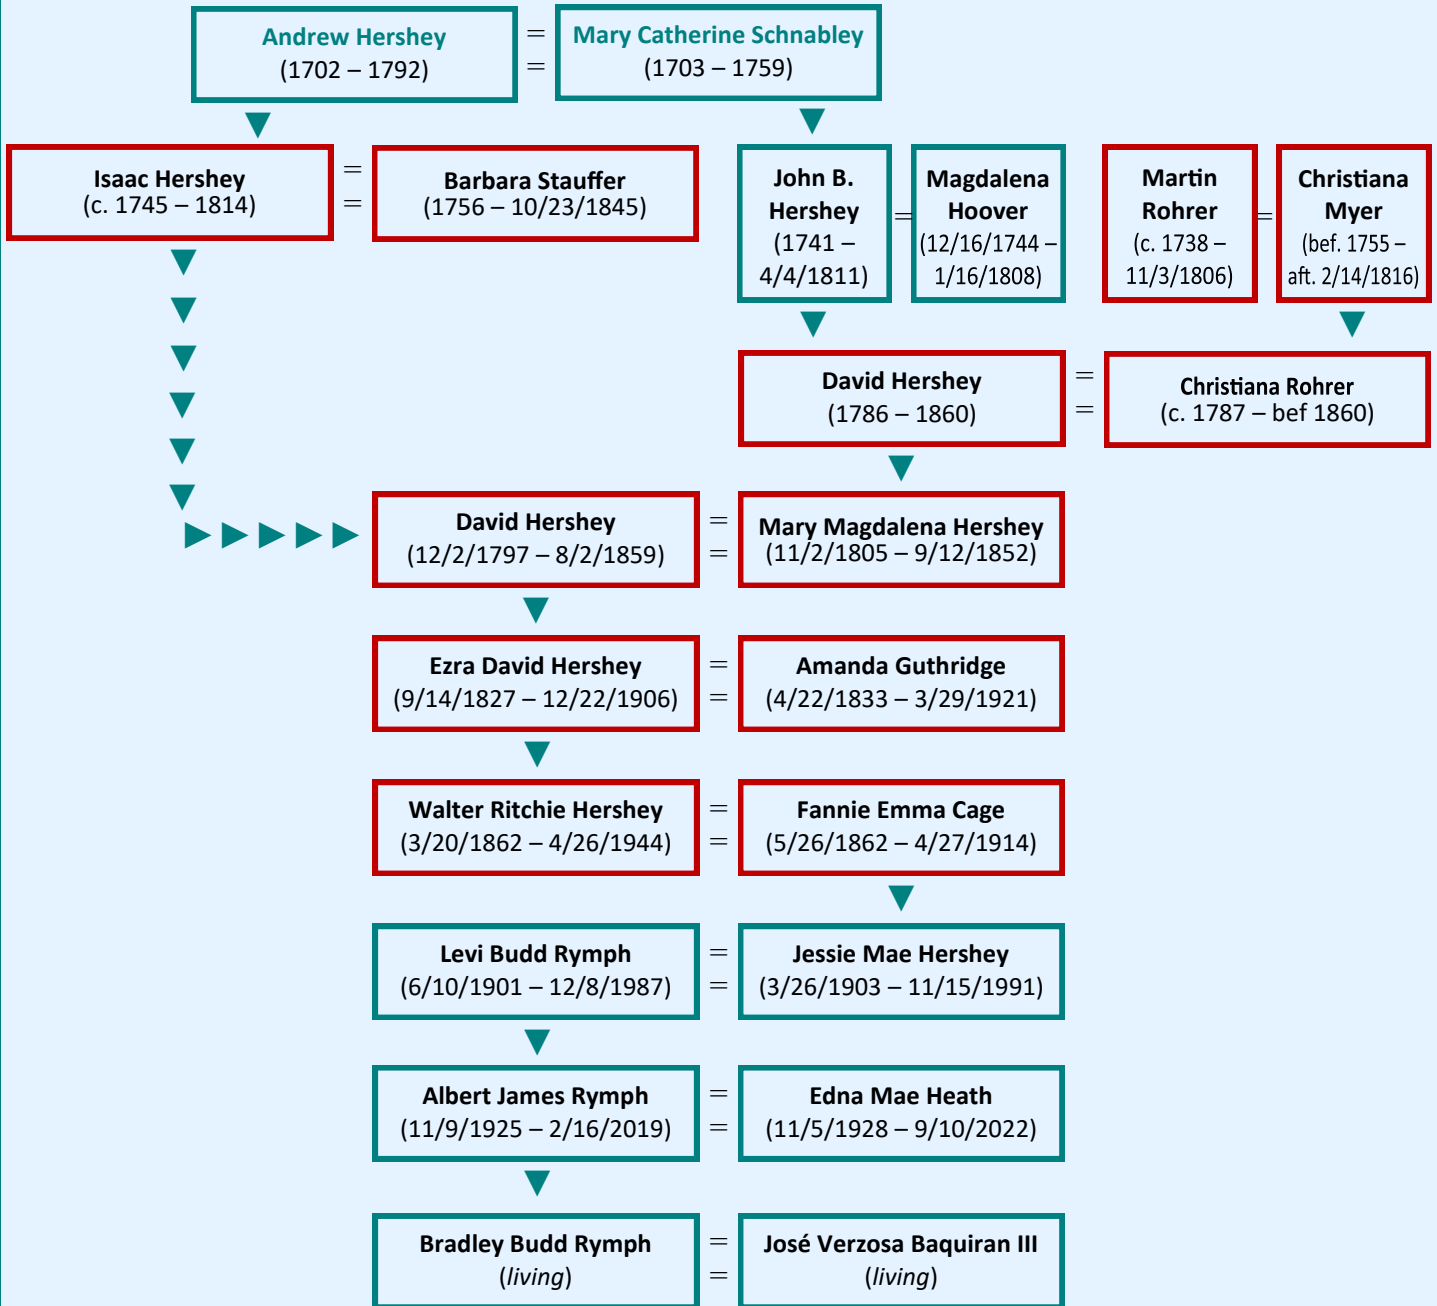 Andrew Hershey
(1702 – 1792)
=
=
Mary Catherine Schnabley
(1703 – 1759)
Isaac Hershey
(c. 1745 – 1814)
=
=
Barbara Stauffer
(1756 – 10/23/1845)
John B.
Hershey
(1741 –
4/4/1811)
=
Magdalena
Hoover
(12/16/1744 –
1/16/1808)
Martin
Rohrer
(c. 1738 –
11/3/1806)
=
Christiana
Myer
(bef. 1755 –
aft. 2/14/1816)
David Hershey
(1786 – 1860)
=
=
Christiana Rohrer
(c. 1787 – bef 1860)
David Hershey
(12/2/1797 – 8/2/1859)
=
=
Mary Magdalena Hershey
(11/2/1805 – 9/12/1852)
Ezra David Hershey
(9/14/1827 – 12/22/1906)
=
=
Amanda Guthridge
(4/22/1833 – 3/29/1921)
Walter Ritchie Hershey
(3/20/1862 – 4/26/1944)
=
=
Fannie Emma Cage
(5/26/1862 – 4/27/1914)
Levi Budd Rymph
(6/10/1901 – 12/8/1987)
=
=
Jessie Mae Hershey
(3/26/1903 – 11/15/1991)
Albert James Rymph
(11/9/1925 – 2/16/2019)
=
=
Edna Mae Heath
(11/5/1928 – 9/10/2022)
Bradley Budd Rymph
(living)
=
=
José Verzosa Baquiran III
(living)